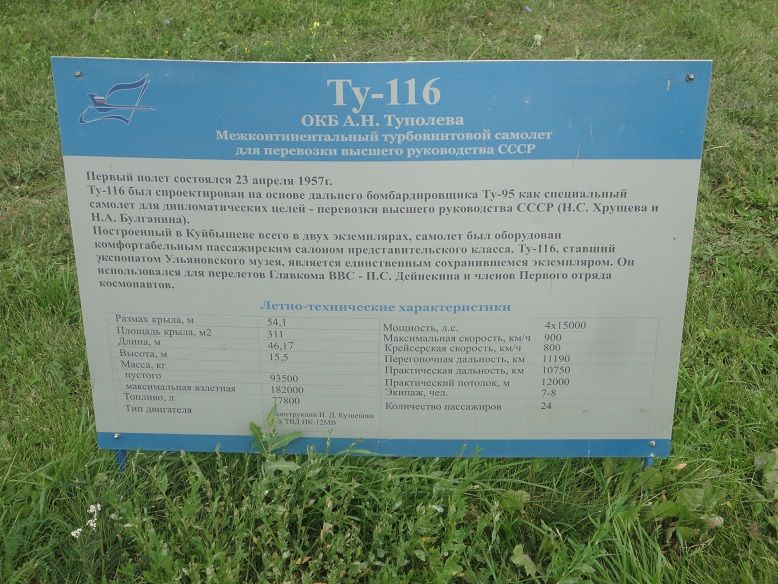 Ту-116
ОКБ А.Н. Туполева
Межконтинентальный турбовинтовой самолет
для перевозки высшего руководства СССР
Первый полет состоялся 23 апреля 1957г.
Ту-116 был спроектирован на основе дальнего бомбардировщика Ту-95 как специальный
самолет для дипломатических целей - перевозки высшего руководства СССР (Н.С. Хрущева и
Н.А. Булганина).
Построенный в Куйбышеве всего в двух экземплярах, самолет был оборудован
комфортабельным пассажирским салоном представительского класса. Ту-116, ставший
экспонатом Ульяновского музея, является единственным сохранившемся экземпляром. Он
использовался для перелетов Главкома ВВС - П.С. Дейнекина и членов Первого отряда
космонавтов.
Летно-технические характеристики
Размах крыла, м 54,1
Площадь крыла, м2 311
Длина, м 46,17
Высота, м 15,5
Масса, кг
пустого 93500
максимальная взлетная 182000
Топливо, л 77800
Тип двигателя Конструкции Н. Д. Кузнецова
х ТВД НК-12МВ
Мощность, л.с. 4х15000
Максимальная скорость, км/ч 900
Крейсерская скорость, км/ч 800
Перегоночная дальность, км 11190
Практическая дальность, км 10750
Практический потолок, м 12000
Экипаж, чел. 7-8
Количество пассажиров 24